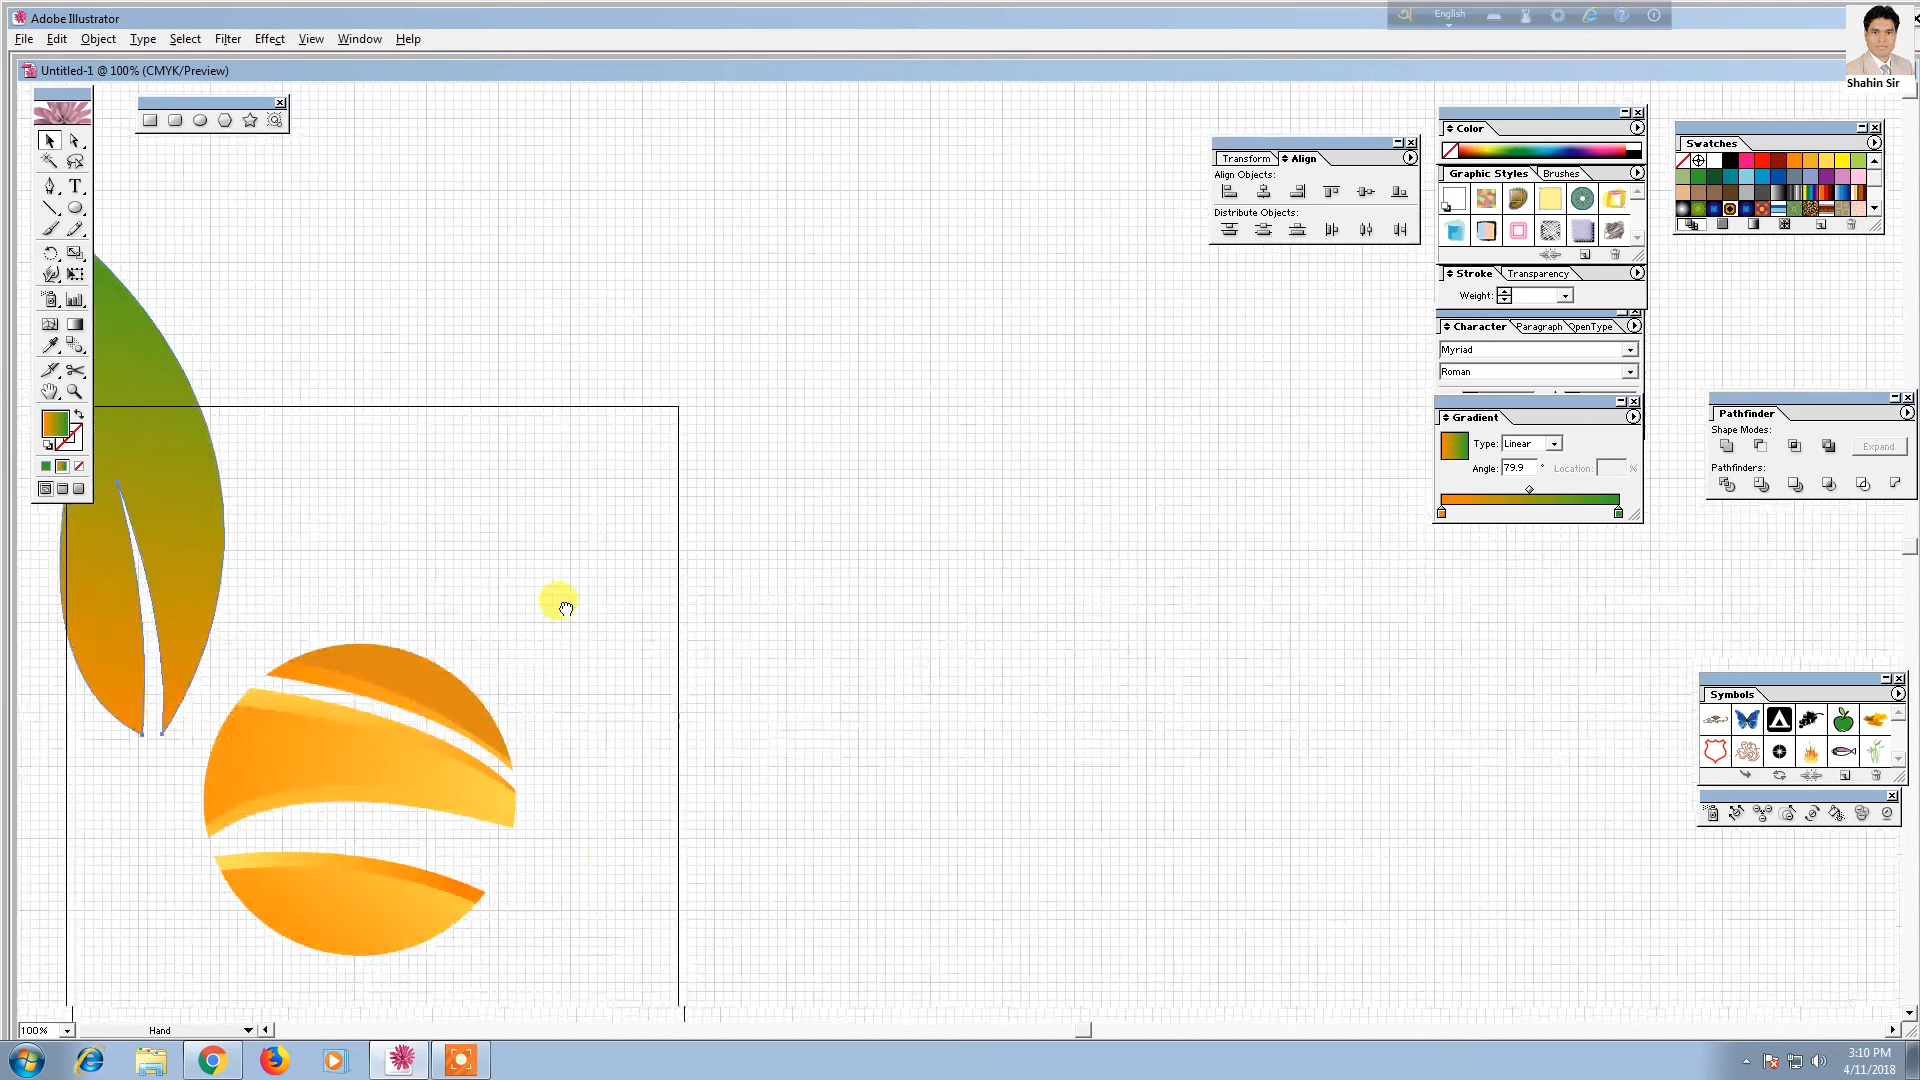 Adobe Illustrator
English
File Edit Object Type Select Filter Effect View Window Help
Shahin Sir
Untitled-1 @ 100% (CMYK/Preview)
Transform Align
Align Objects:
Distribute Objects:
Color
Graphic Styles Brushes
Stroke Transparency
Weight:
Character Paragraph OpenType
Myriad
Roman
Gradient
Type: Linear
Angle: 79.9 ° Location: %
Swatches
Pathfinder
Shape Modes:
Expand
Pathfinders:
Symbols
100% Hand
3:10 PM
4/11/2018